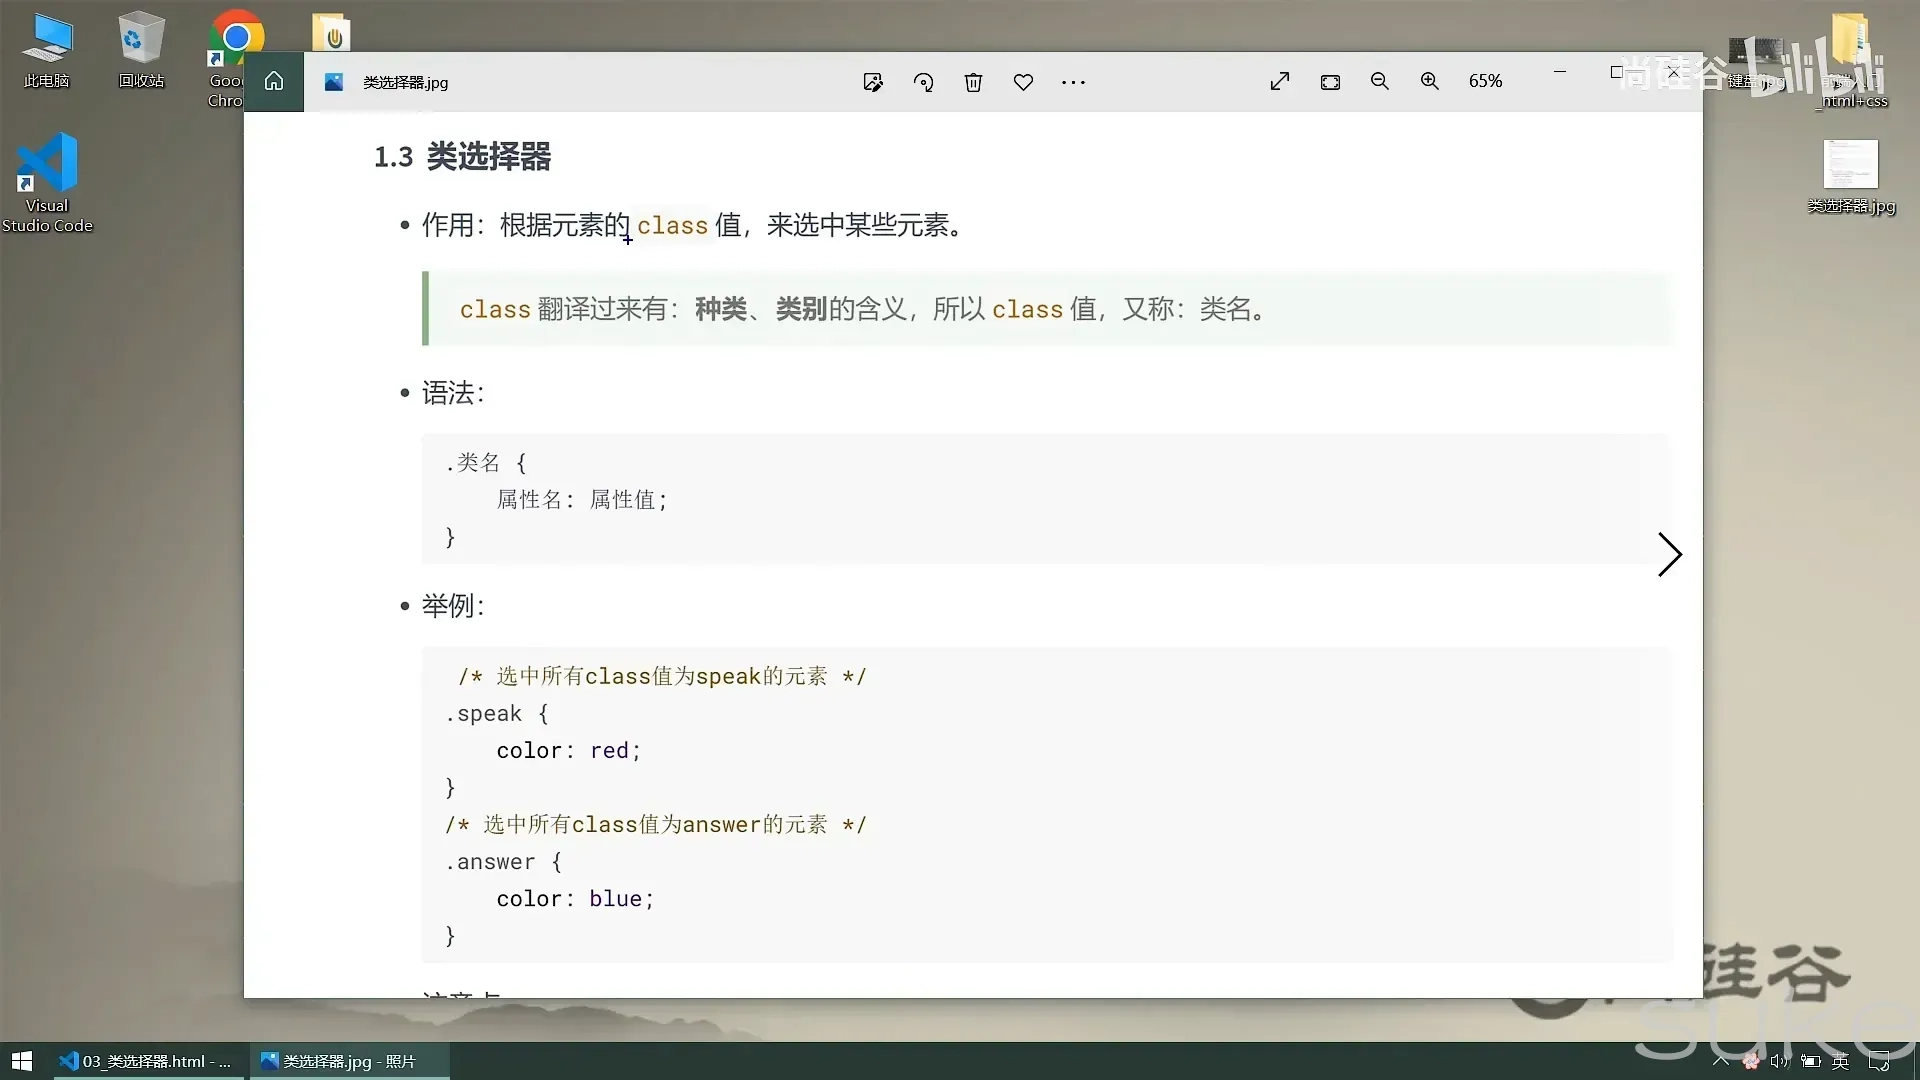 此电脑
回收站
Goo
Chro
Visual
Studio Code
类选择器.jpg
65%
尚硅谷
bilibili
键盘.jpg
_html+css
类选择器.jpg
1.3 类选择器
• 作用：根据元素的 class 值，来选中某些元素。
class 翻译过来有：种类、类别的含义，所以 class 值，又称：类名。
• 语法：
.类名 {
属性名: 属性值;
}
• 举例：
/* 选中所有class值为speak的元素 */
.speak {
color: red;
}
/* 选中所有class值为answer的元素 */
.answer {
color: blue;
}
硅谷
suke
03_类选择器.html - ...
类选择器.jpg - 照片
英